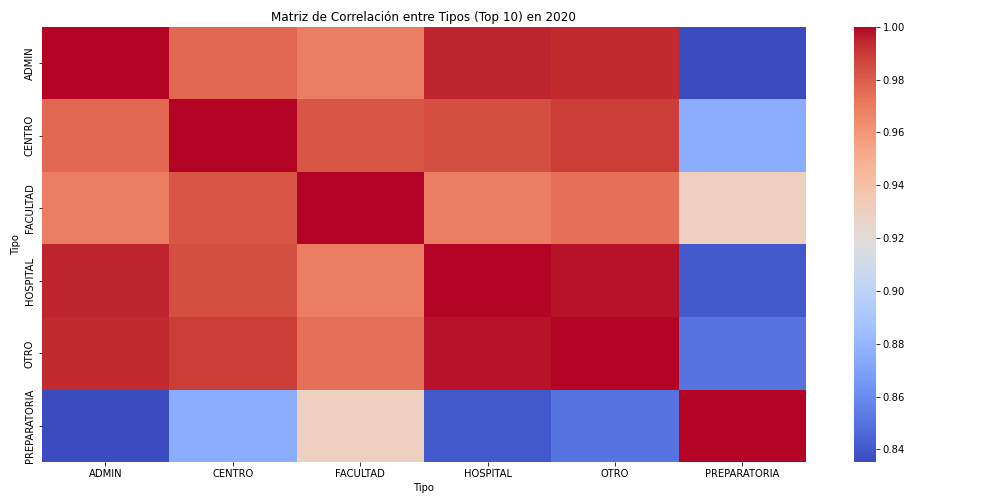 Matriz de Correlación entre Tipos (Top 10) en 2020
Tipo
ADMIN
CENTRO
FACULTAD
HOSPITAL
OTRO
PREPARATORIA
ADMIN CENTRO FACULTAD HOSPITAL OTRO PREPARATORIA
Tipo
1.00
0.98
0.96
0.94
0.92
0.90
0.88
0.86
0.84